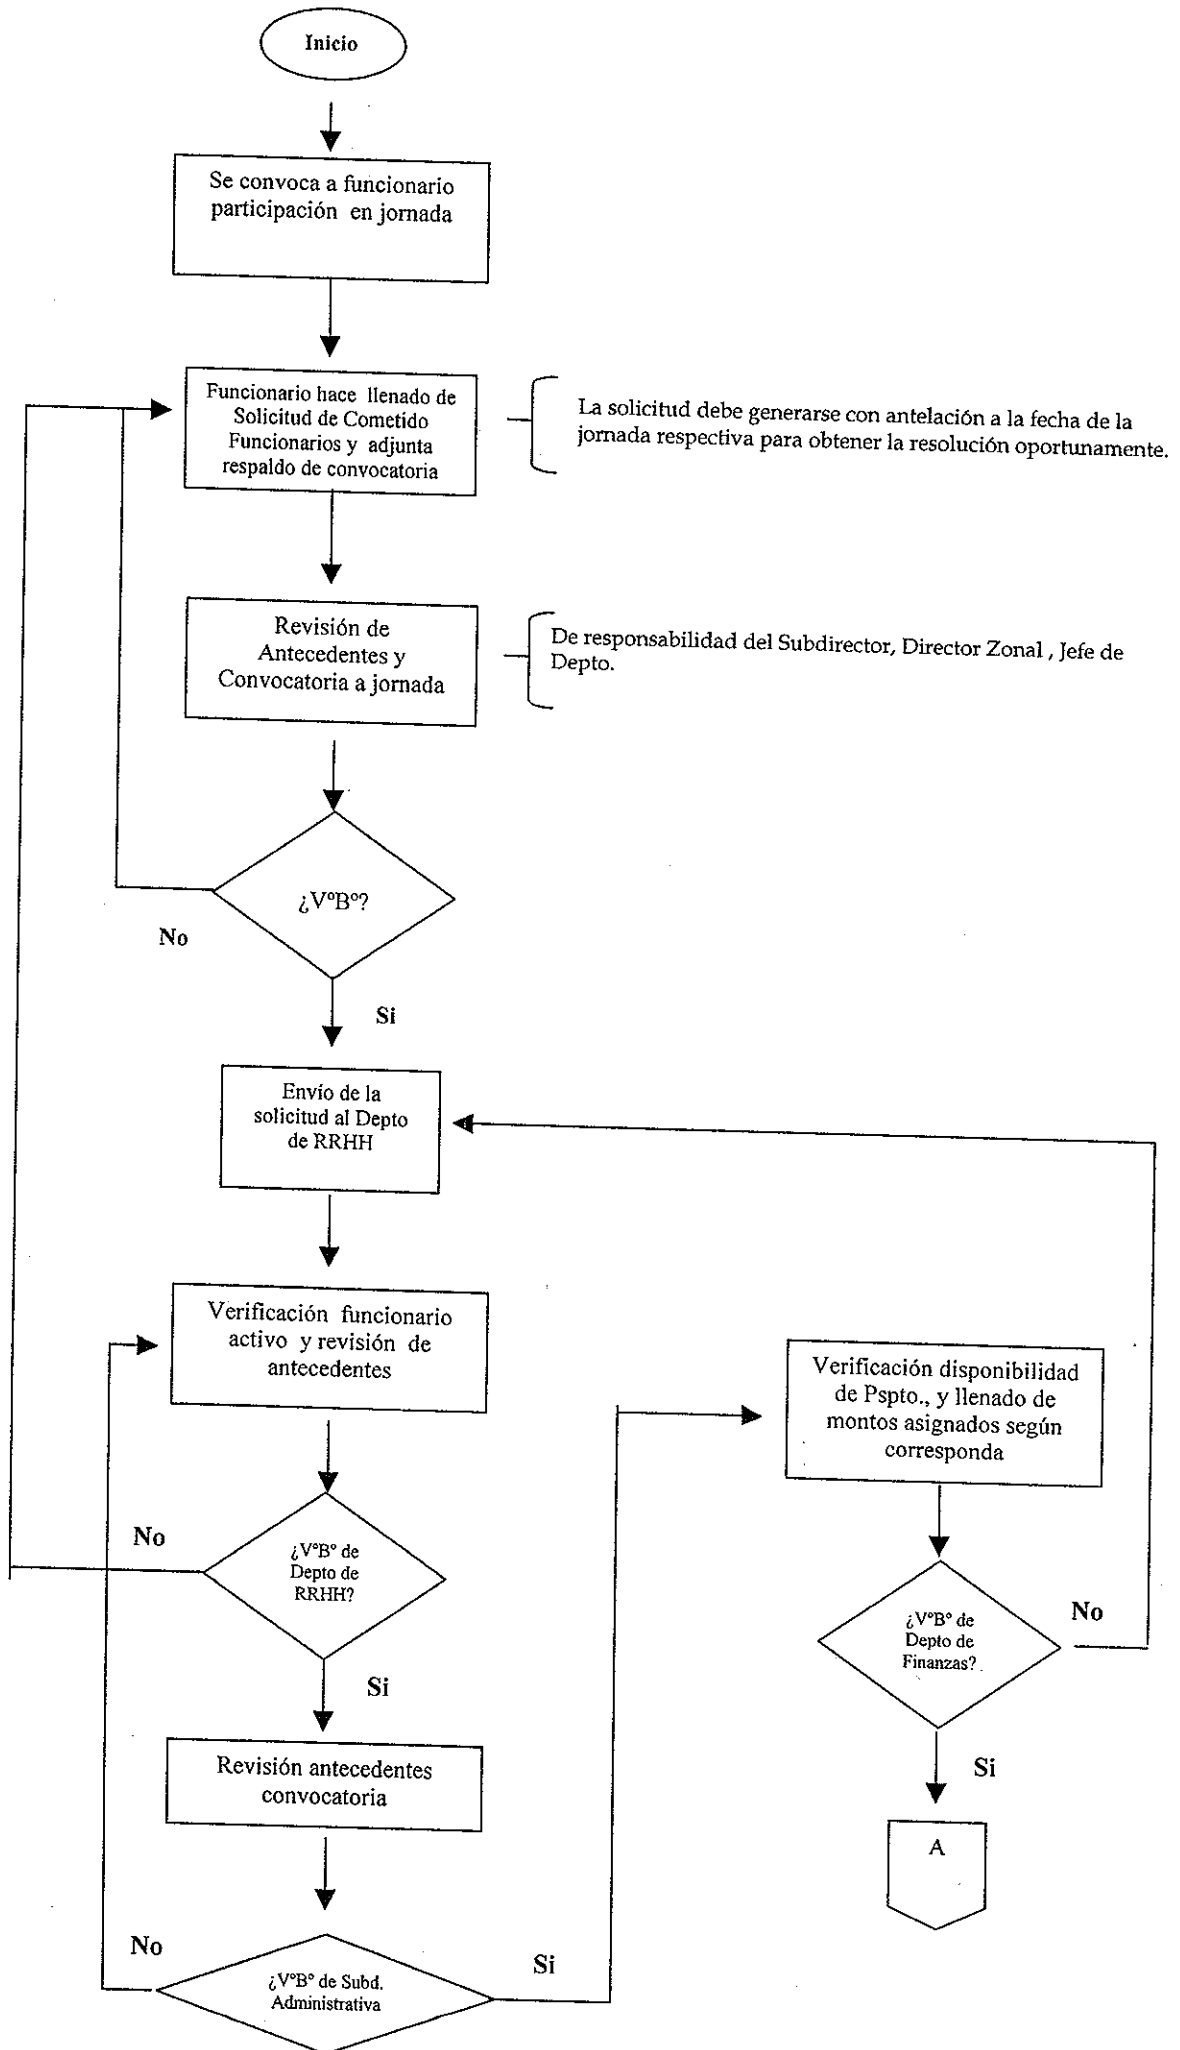 Inicio
Se convoca a funcionario
participación en jornada
Funcionario hace llenado de
Solicitud de Cometido
Funcionarios y adjunta
respaldo de convocatoria
La solicitud debe generarse con antelación a la fecha de la
jornada respectiva para obtener la resolución oportunamente.
Revisión de
Antecedentes y
Convocatoria a jornada
De responsabilidad del Subdirector, Director Zonal , Jefe de
Depto.
¿VºBº?
No
Si
Envío de la
solicitud al Depto
de RRHH
Verificación funcionario
activo y revisión de
antecedentes
¿VºBº de
Depto de
RRHH?
No
Si
Revisión antecedentes
convocatoria
¿VºBº de Subd.
Administrativa
No
Si
Verificación disponibilidad
de Pspto., y llenado de
montos asignados según
corresponda
¿VºBº de
Depto de
Finanzas?
No
Si
A